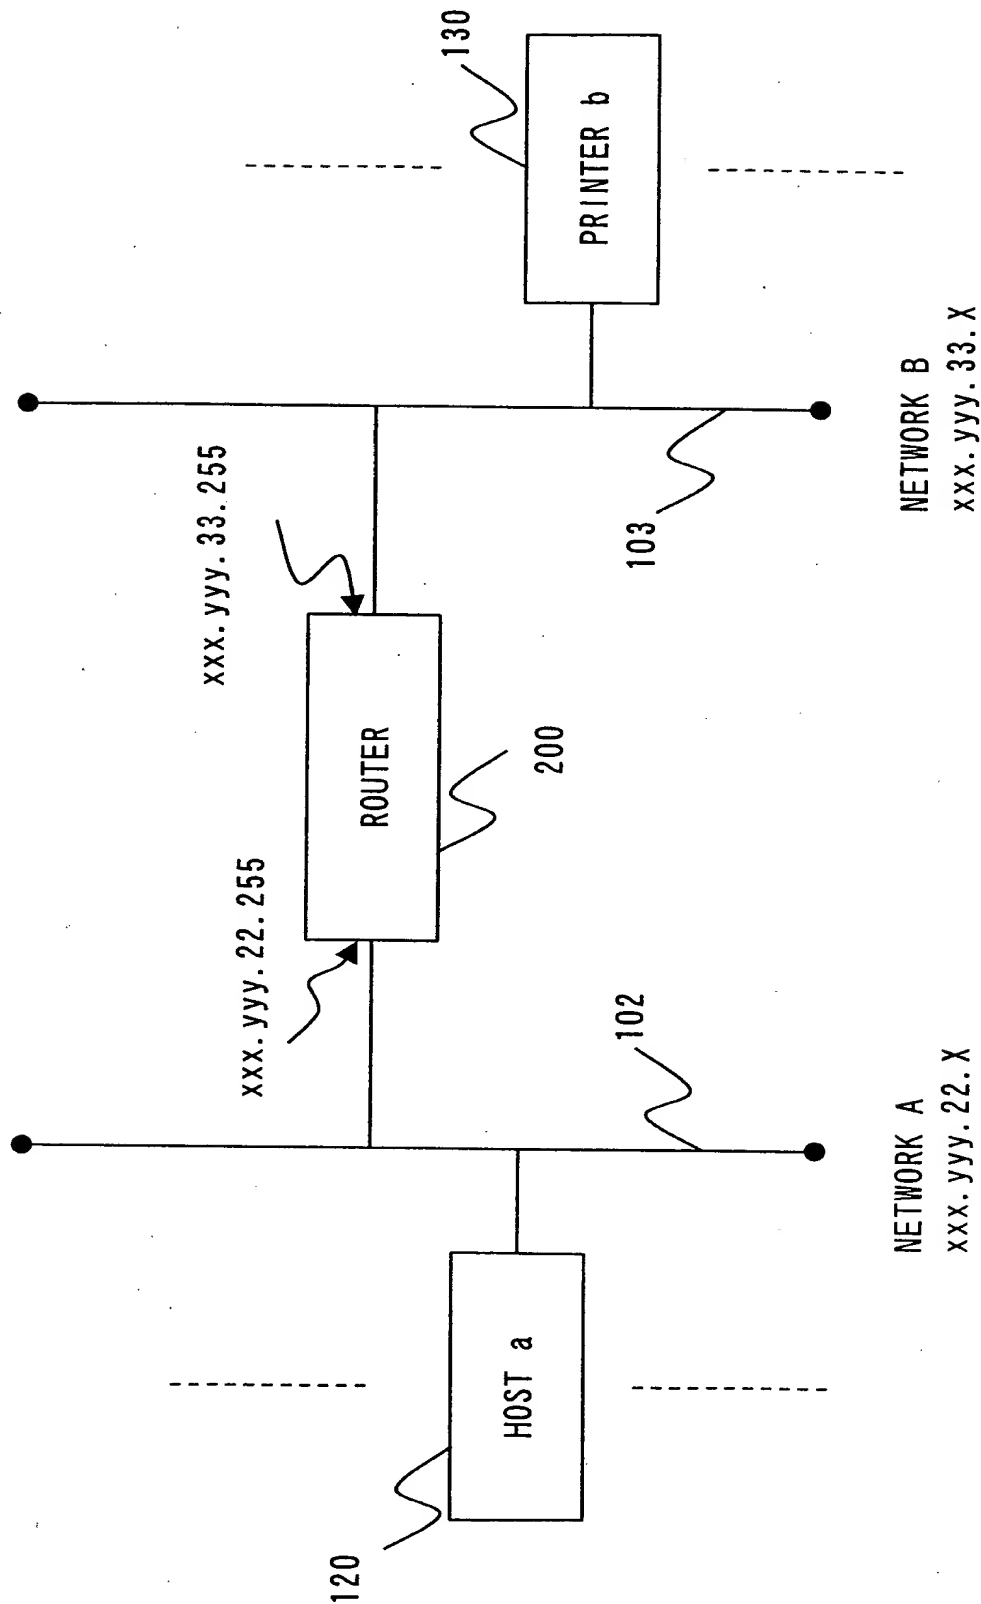 xxx.yyy.33.255
130
xxx.yyy.22.255
ROUTER
200
120
HOST a
PRINTER b
102
103
NETWORK A
xxx.yyy.22.X
NETWORK B
xxx.yyy.33.X